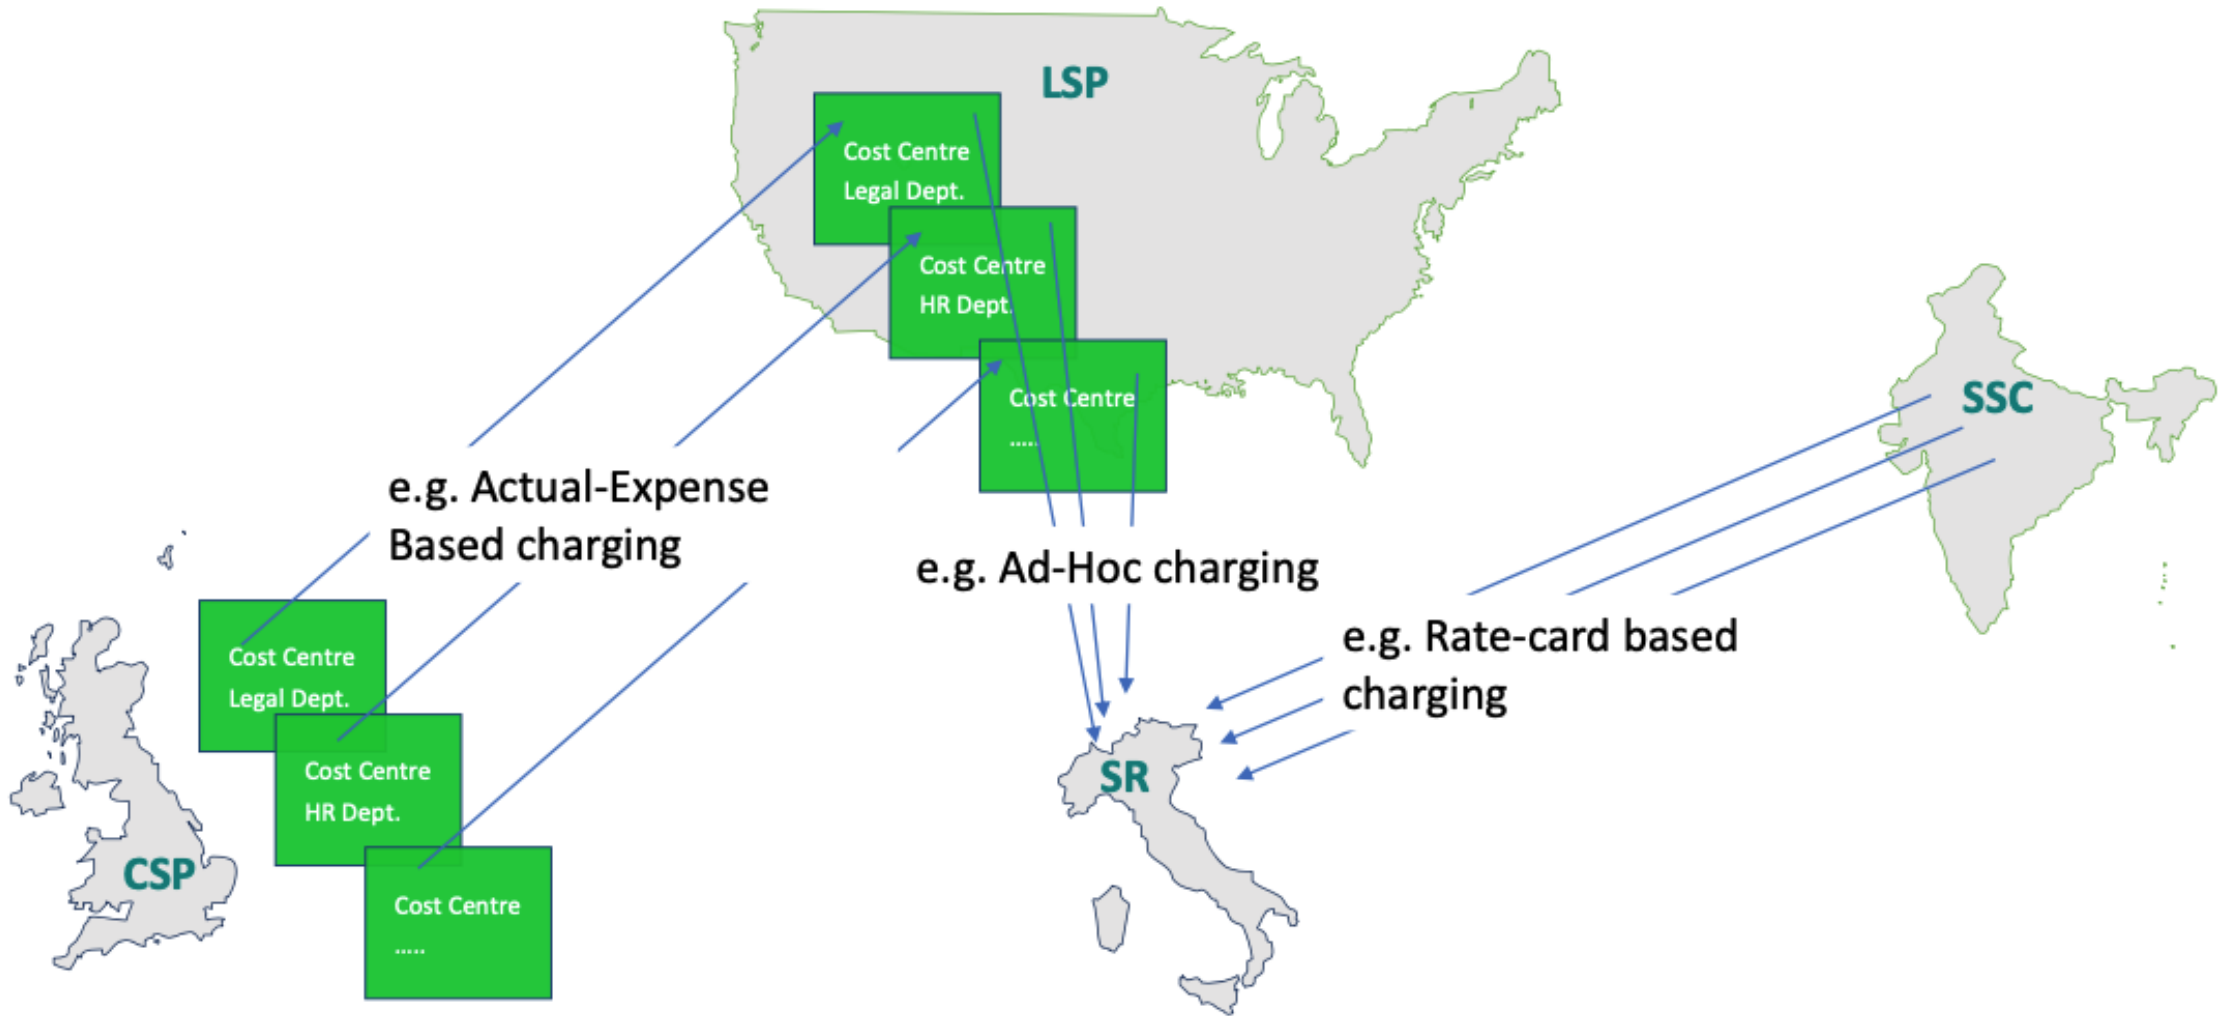 LSP
Cost Centre
Legal Dept.
Cost Centre
HR Dept.
Cost Centre
.....
SSC
e.g. Actual-Expense
Based charging
e.g. Ad-Hoc charging
e.g. Rate-card based
charging
Cost Centre
Legal Dept.
Cost Centre
HR Dept.
Cost Centre
.....
CSP
SR